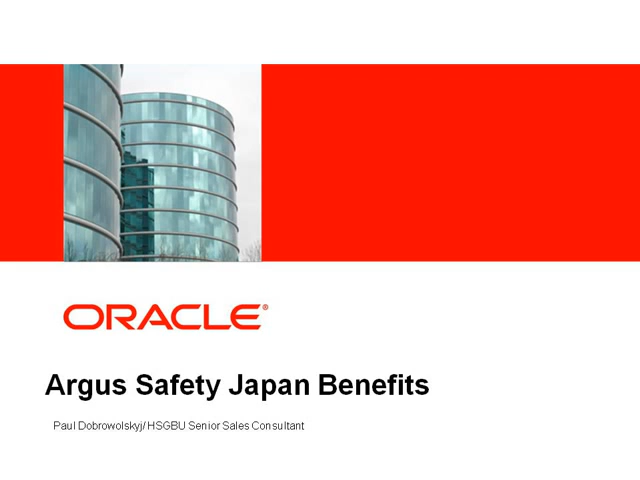 ORACLE®
Argus Safety Japan Benefits
Paul Dobrowolskyj/ HSGBU Senior Sales Consultant